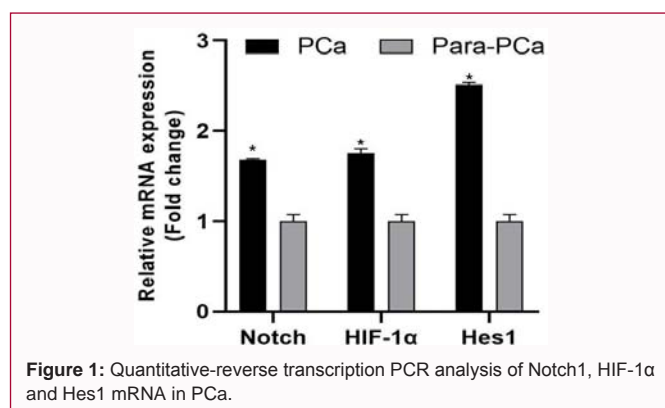 3
PCa Para-PCa
*
2
* *
1
0
Relative mRNA expression
(Fold change)
Notch HIF-1α Hes1
Figure 1: Quantitative-reverse transcription PCR analysis of Notch1, HIF-1α
and Hes1 mRNA in PCa.